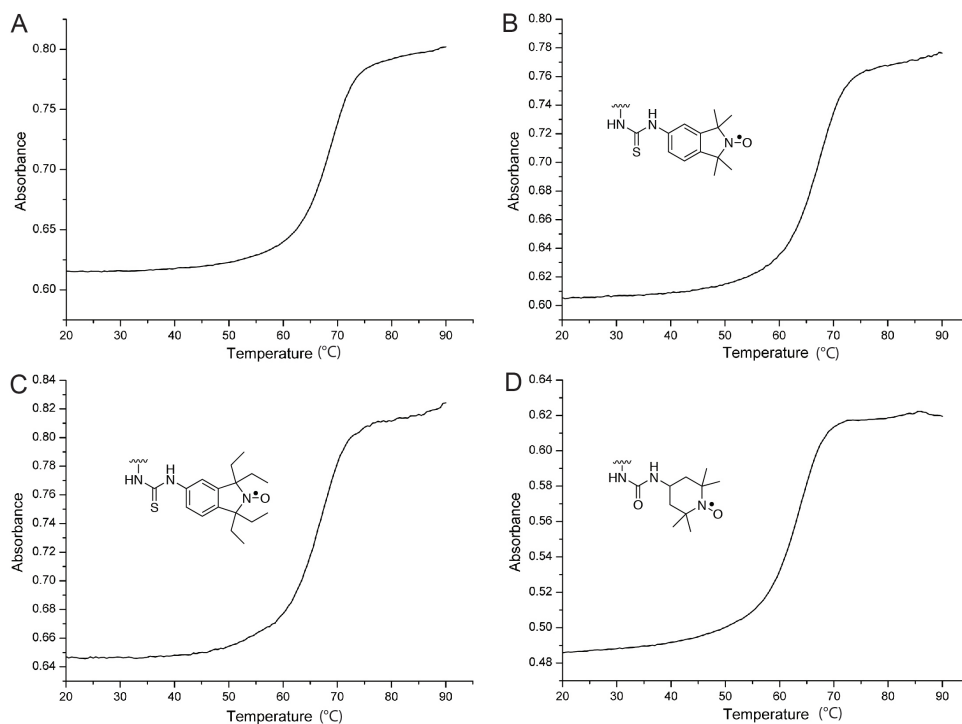 A
0.80
0.75
0.70
0.65
0.60
Absorbance
20 30 40 50 60 70 80 90
Temperature (°C)
B
0.78
0.76
0.74
0.72
0.70
0.68
0.66
0.64
0.62
0.60
Absorbance
H
HN N
S
N O
20 30 40 50 60 70 80 90
Temperature (°C)
C
0.84
0.82
0.80
0.78
0.76
0.74
0.72
0.70
0.68
0.66
0.64
Absorbance
H
HN N
S
N O
20 30 40 50 60 70 80 90
Temperature (°C)
D
0.64
0.62
0.60
0.58
0.56
0.54
0.52
0.50
0.48
Absorbance
H
HN N
O
N
O
20 30 40 50 60 70 80 90
Temperature (°C)